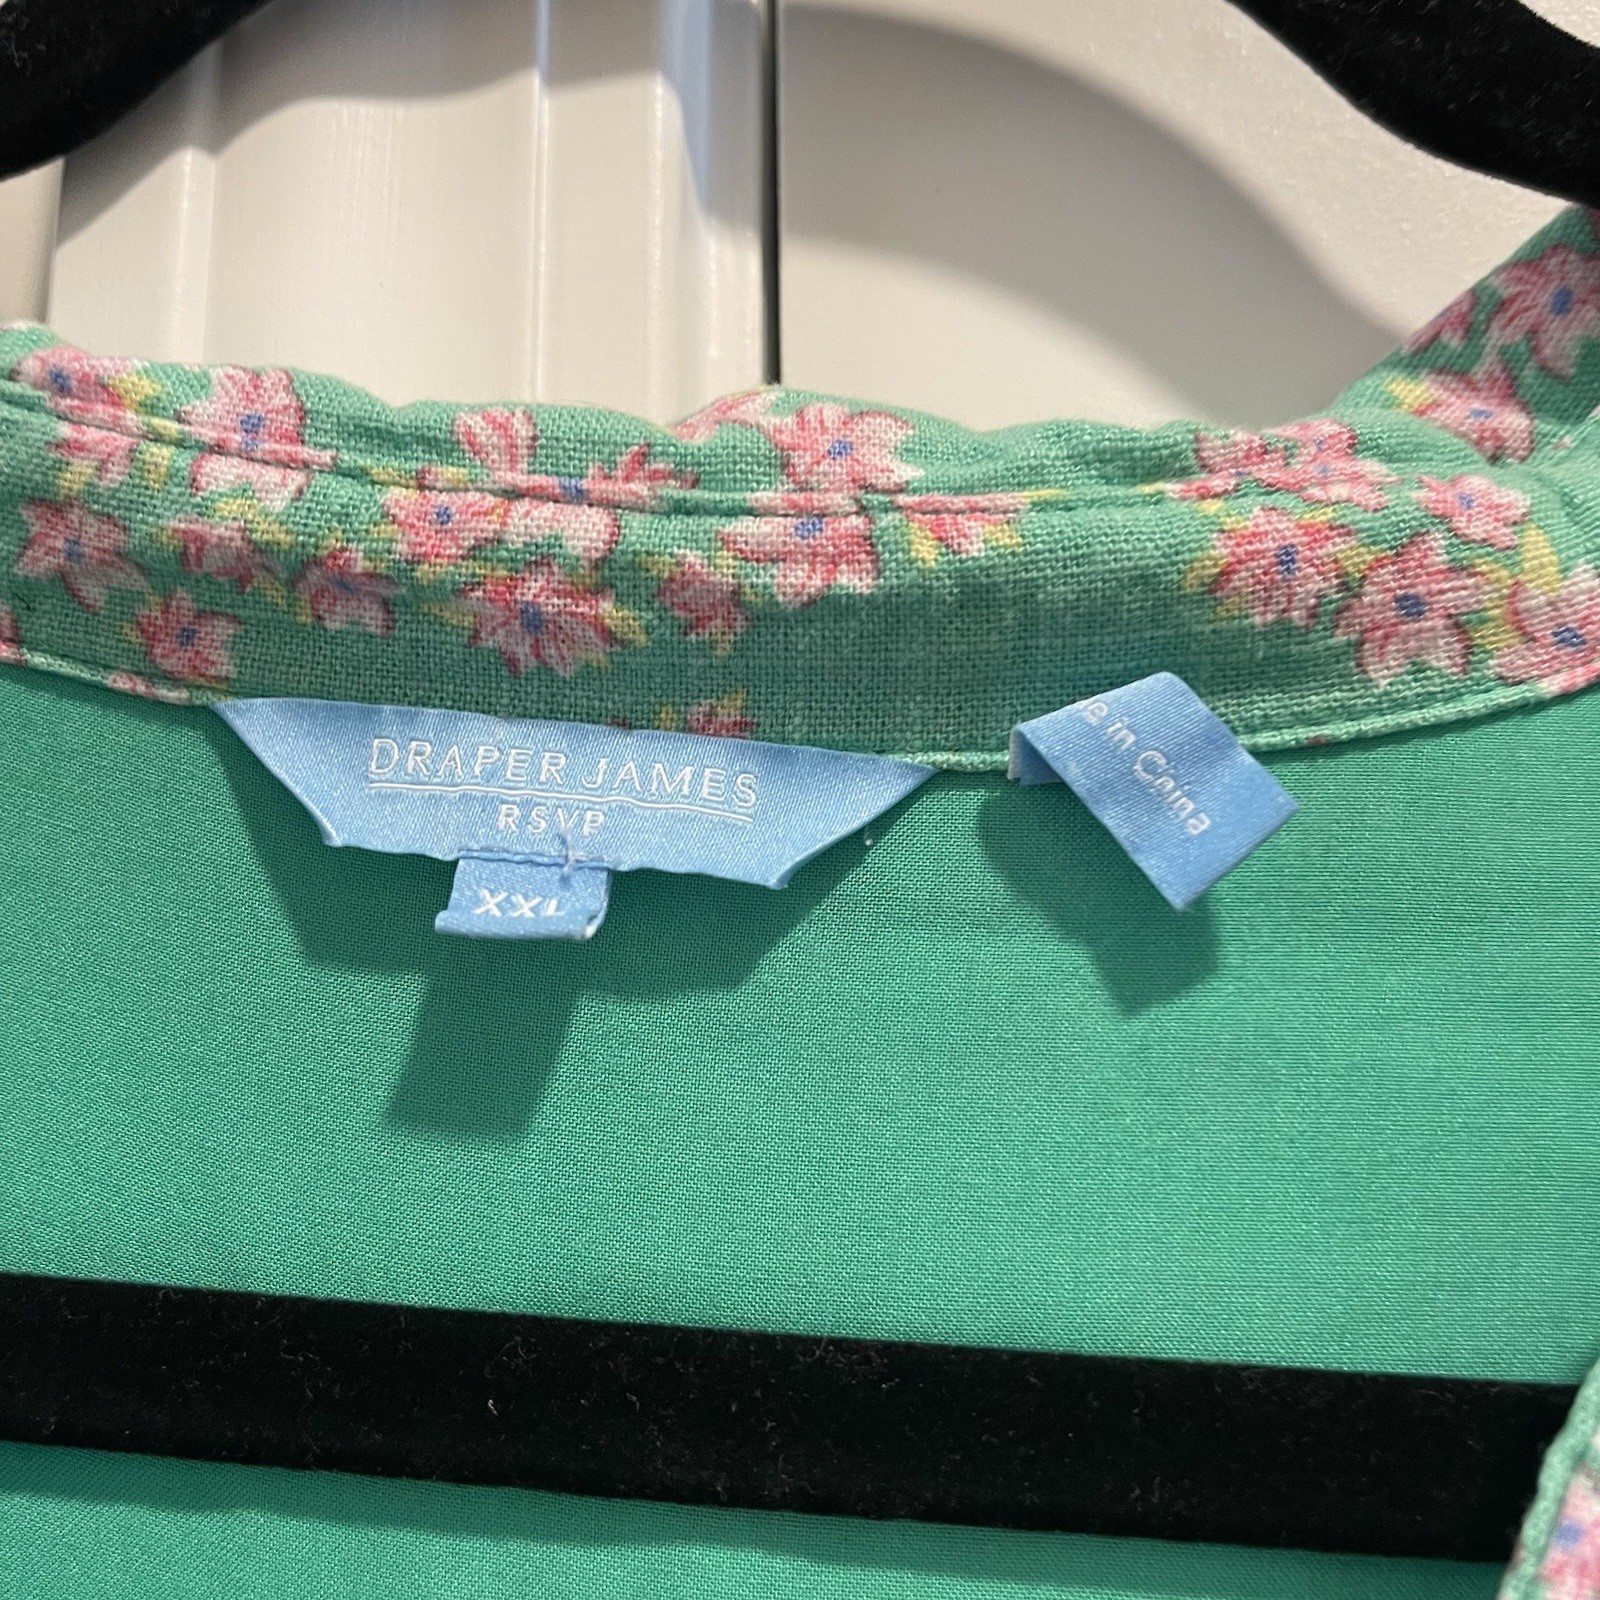 DRAPER JAMES
RSVP
XXL
e in China